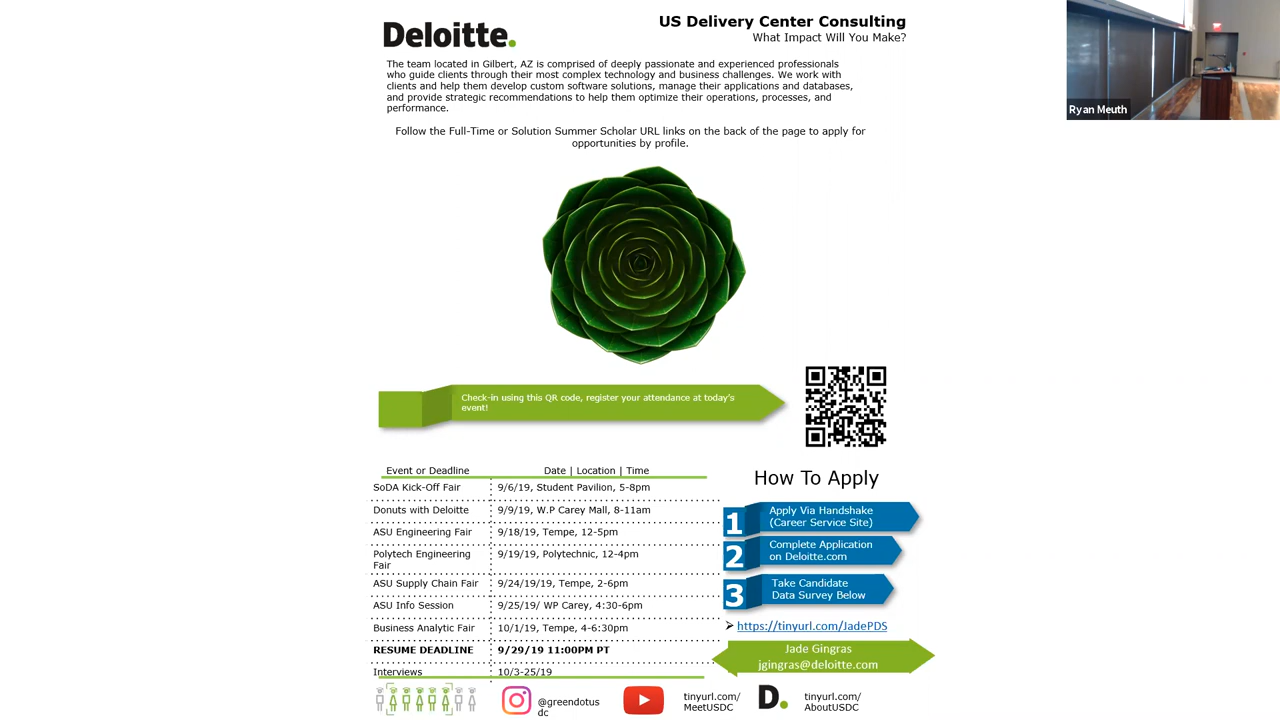 Deloitte.
US Delivery Center Consulting
What Impact Will You Make?
The team located in Gilbert, AZ is comprised of deeply passionate and experienced professionals
who guide clients through their most complex technology and business challenges. We work with
clients and help them develop custom software solutions, manage their applications and databases,
and provide strategic recommendations to help them optimize their operations, processes, and
performance.
Follow the Full-Time or Solution Summer Scholar URL links on the back of the page to apply for
opportunities by profile.
Ryan Meuth
Check-in using this QR code, register your attendance at today's
event!
Event or Deadline Date | Location | Time
SoDA Kick-Off Fair 9/6/19, Student Pavilion, 5-8pm
Donuts with Deloitte 9/9/19, W.P Carey Mall, 8-11am
ASU Engineering Fair 9/18/19, Tempe, 12-5pm
Polytech Engineering 9/19/19, Polytechnic, 12-4pm
Fair
ASU Supply Chain Fair 9/24/19/19, Tempe, 2-6pm
ASU Info Session 9/25/19/ WP Carey, 4:30-6pm
Business Analytic Fair 10/1/19, Tempe, 4-6:30pm
RESUME DEADLINE 9/29/19 11:00PM PT
Interviews 10/3-25/19
How To Apply
1 Apply Via Handshake
(Career Service Site)
2 Complete Application
on Deloitte.com
3 Take Candidate
Data Survey Below
https://tinyurl.com/JadePDS
Jade Gingras
jgingras@deloitte.com
@greendotus
dc
tinyurl.com/
MeetUSDC
D.
tinyurl.com/
AboutUSDC